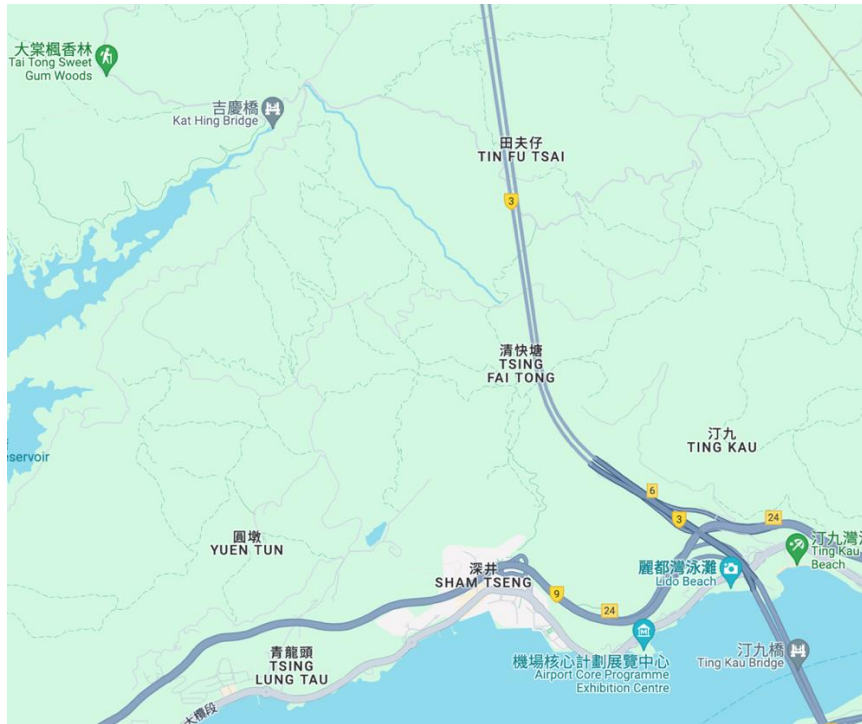 大棠楓香林
Tai Tong Sweet
Gum Woods
吉慶橋
Kat Hing Bridge
田夫仔
TIN FU TSAI
3
清快塘
TSING
FAI TONG
汀九
TING KAU
eservoir
6
3
24
圓墩
YUEN TUN
汀九灣
Ting Kau
Beach
深井
SHAM TSENG
麗都灣泳灘
Lido Beach
9
24
青龍頭
TSING
LUNG TAU
機場核心計劃展覽中心
Airport Core Programme
Exhibition Centre
汀九橋
Ting Kau Bridge
大欖段